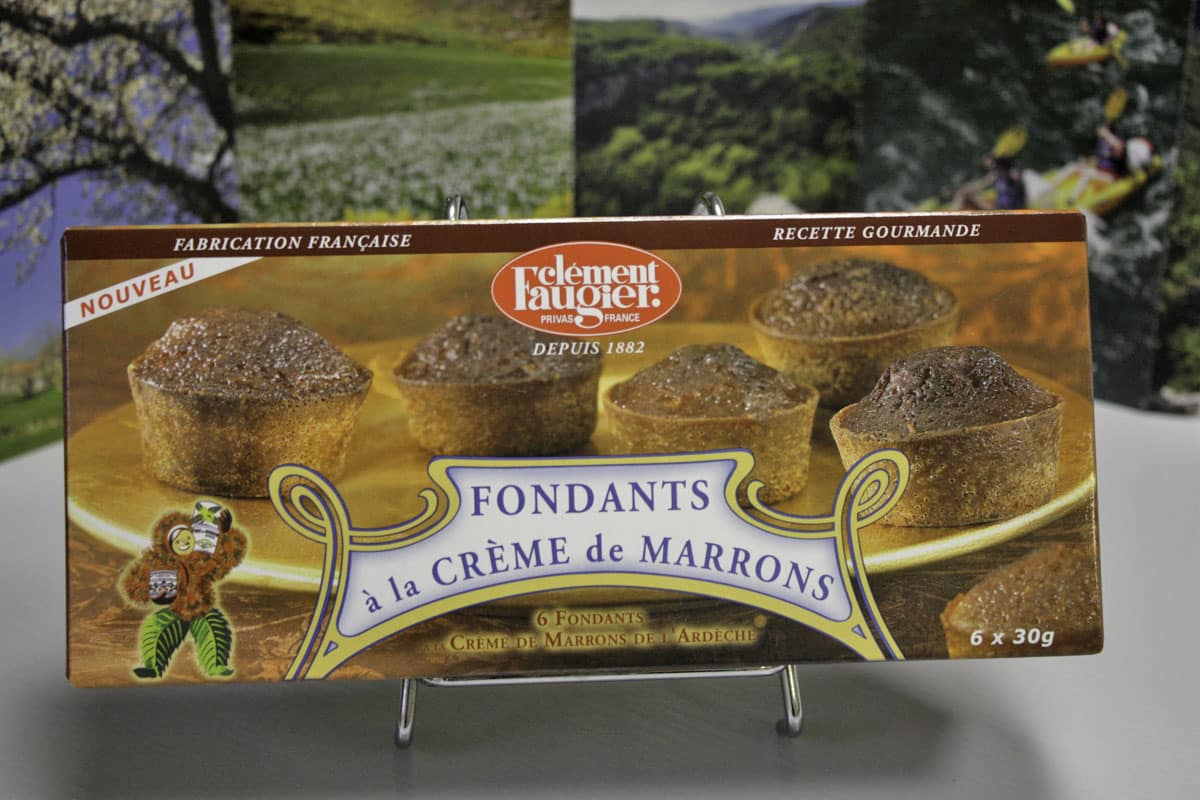 FABRICATION FRANÇAISE
RECETTE GOURMANDE
NOUVEAU
clément
Faugier.
PRIVAS FRANCE
DEPUIS 1882
FONDANTS
à la CRÈME de MARRONS
6 FONDANTS
À LA CRÈME DE MARRONS DE L'ARDÈCHE
6 x 30g